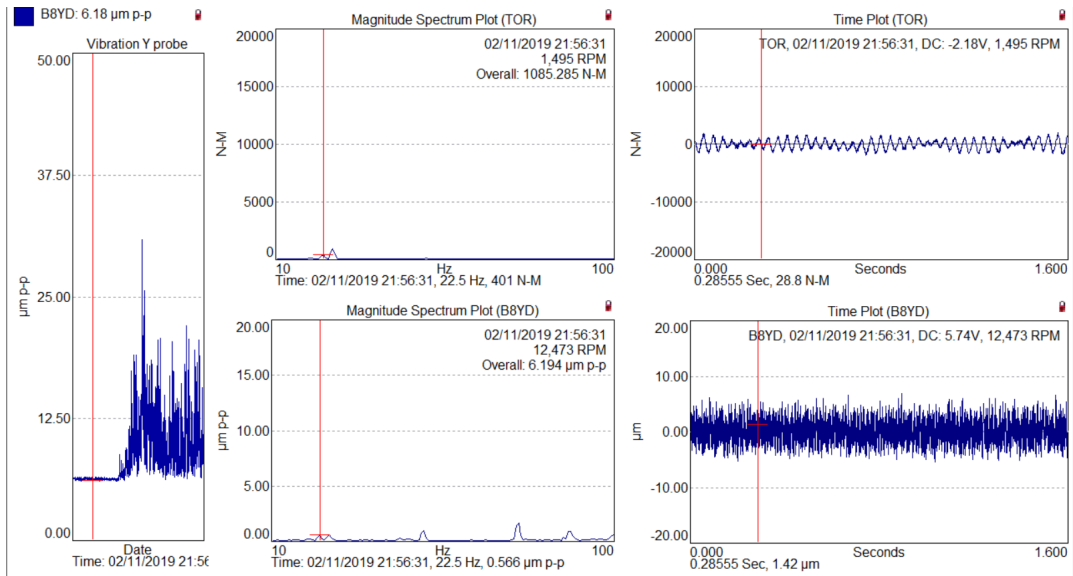 B8YD: 6.18 µm p-p
Vibration Y probe
50.00
37.50
25.00
12.50
0.00
µm p-p
Date
Time: 02/11/2019 21:56
Magnitude Spectrum Plot (TOR)
20000
15000
10000
5000
0
N-M
02/11/2019 21:56:31
1,495 RPM
Overall: 1085.285 N-M
10
Hz
100
Time: 02/11/2019 21:56:31, 22.5 Hz, 401 N-M
Time Plot (TOR)
20000
10000
0
-10000
-20000
N-M
TOR, 02/11/2019 21:56:31, DC: -2.18V, 1,495 RPM
0.000
Seconds
1.600
0.28555 Sec, 28.8 N-M
Magnitude Spectrum Plot (B8YD)
20.00
15.00
10.00
5.00
0.00
µm p-p
02/11/2019 21:56:31
12,473 RPM
Overall: 6.194 µm p-p
10
Hz
100
Time: 02/11/2019 21:56:31, 22.5 Hz, 0.566 µm p-p
Time Plot (B8YD)
20.00
10.00
0.00
-10.00
-20.00
µm
B8YD, 02/11/2019 21:56:31, DC: 5.74V, 12,473 RPM
0.000
Seconds
1.600
0.28555 Sec, 1.42 µm